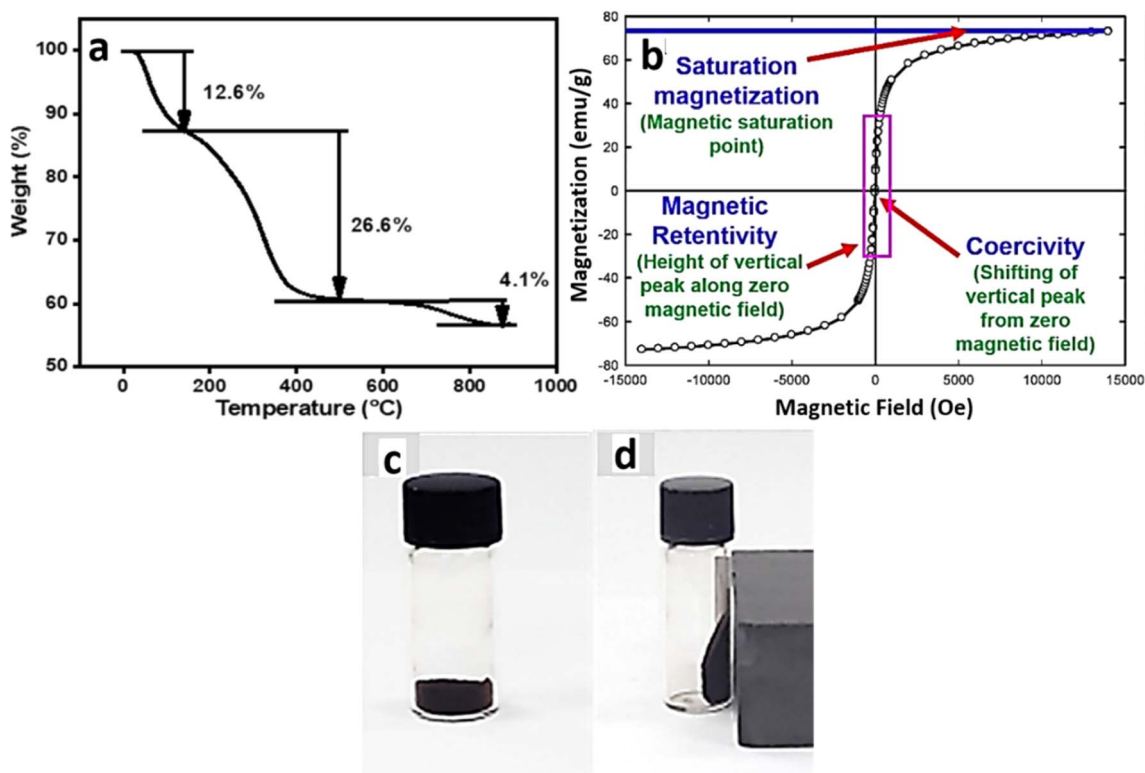 a
100
90
80
70
60
50
Weight (%)
12.6%
26.6%
4.1%
0
200
400
600
800
1000
Temperature (°C)
b
80
60
40
20
0
20
-40
-60
-80
Magnetization (emu/g)
Saturation
magnetization
(Magnetic saturation
point)
Magnetic
Retentivity
(Height of vertical
peak along zero
magnetic field)
Coercivity
(Shifting of
vertical peak
from zero
magnetic field)
-15000
-10000
-5000
0
5000
10000
15000
Magnetic Field (Oe)
c
d